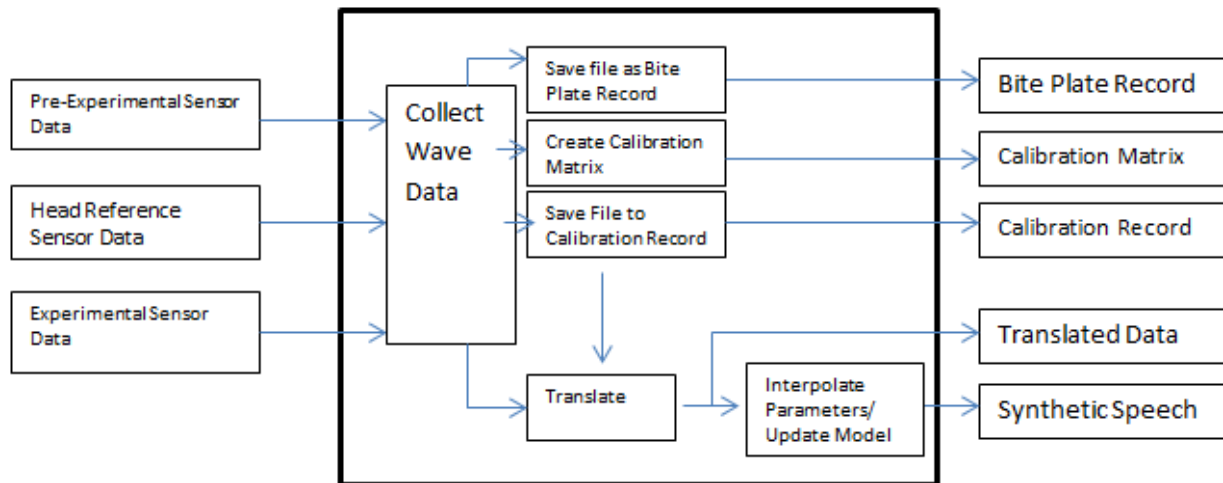 Pre-Experimental Sensor
Data
Head Reference
Sensor Data
Experimental Sensor
Data
Collect
Wave
Data
Save file as Bite
Plate Record
Create Calibration
Matrix
Save File to
Calibration Record
Translate
Interpolate
Parameters/
Update Model
Bite Plate Record
Calibration Matrix
Calibration Record
Translated Data
Synthetic Speech